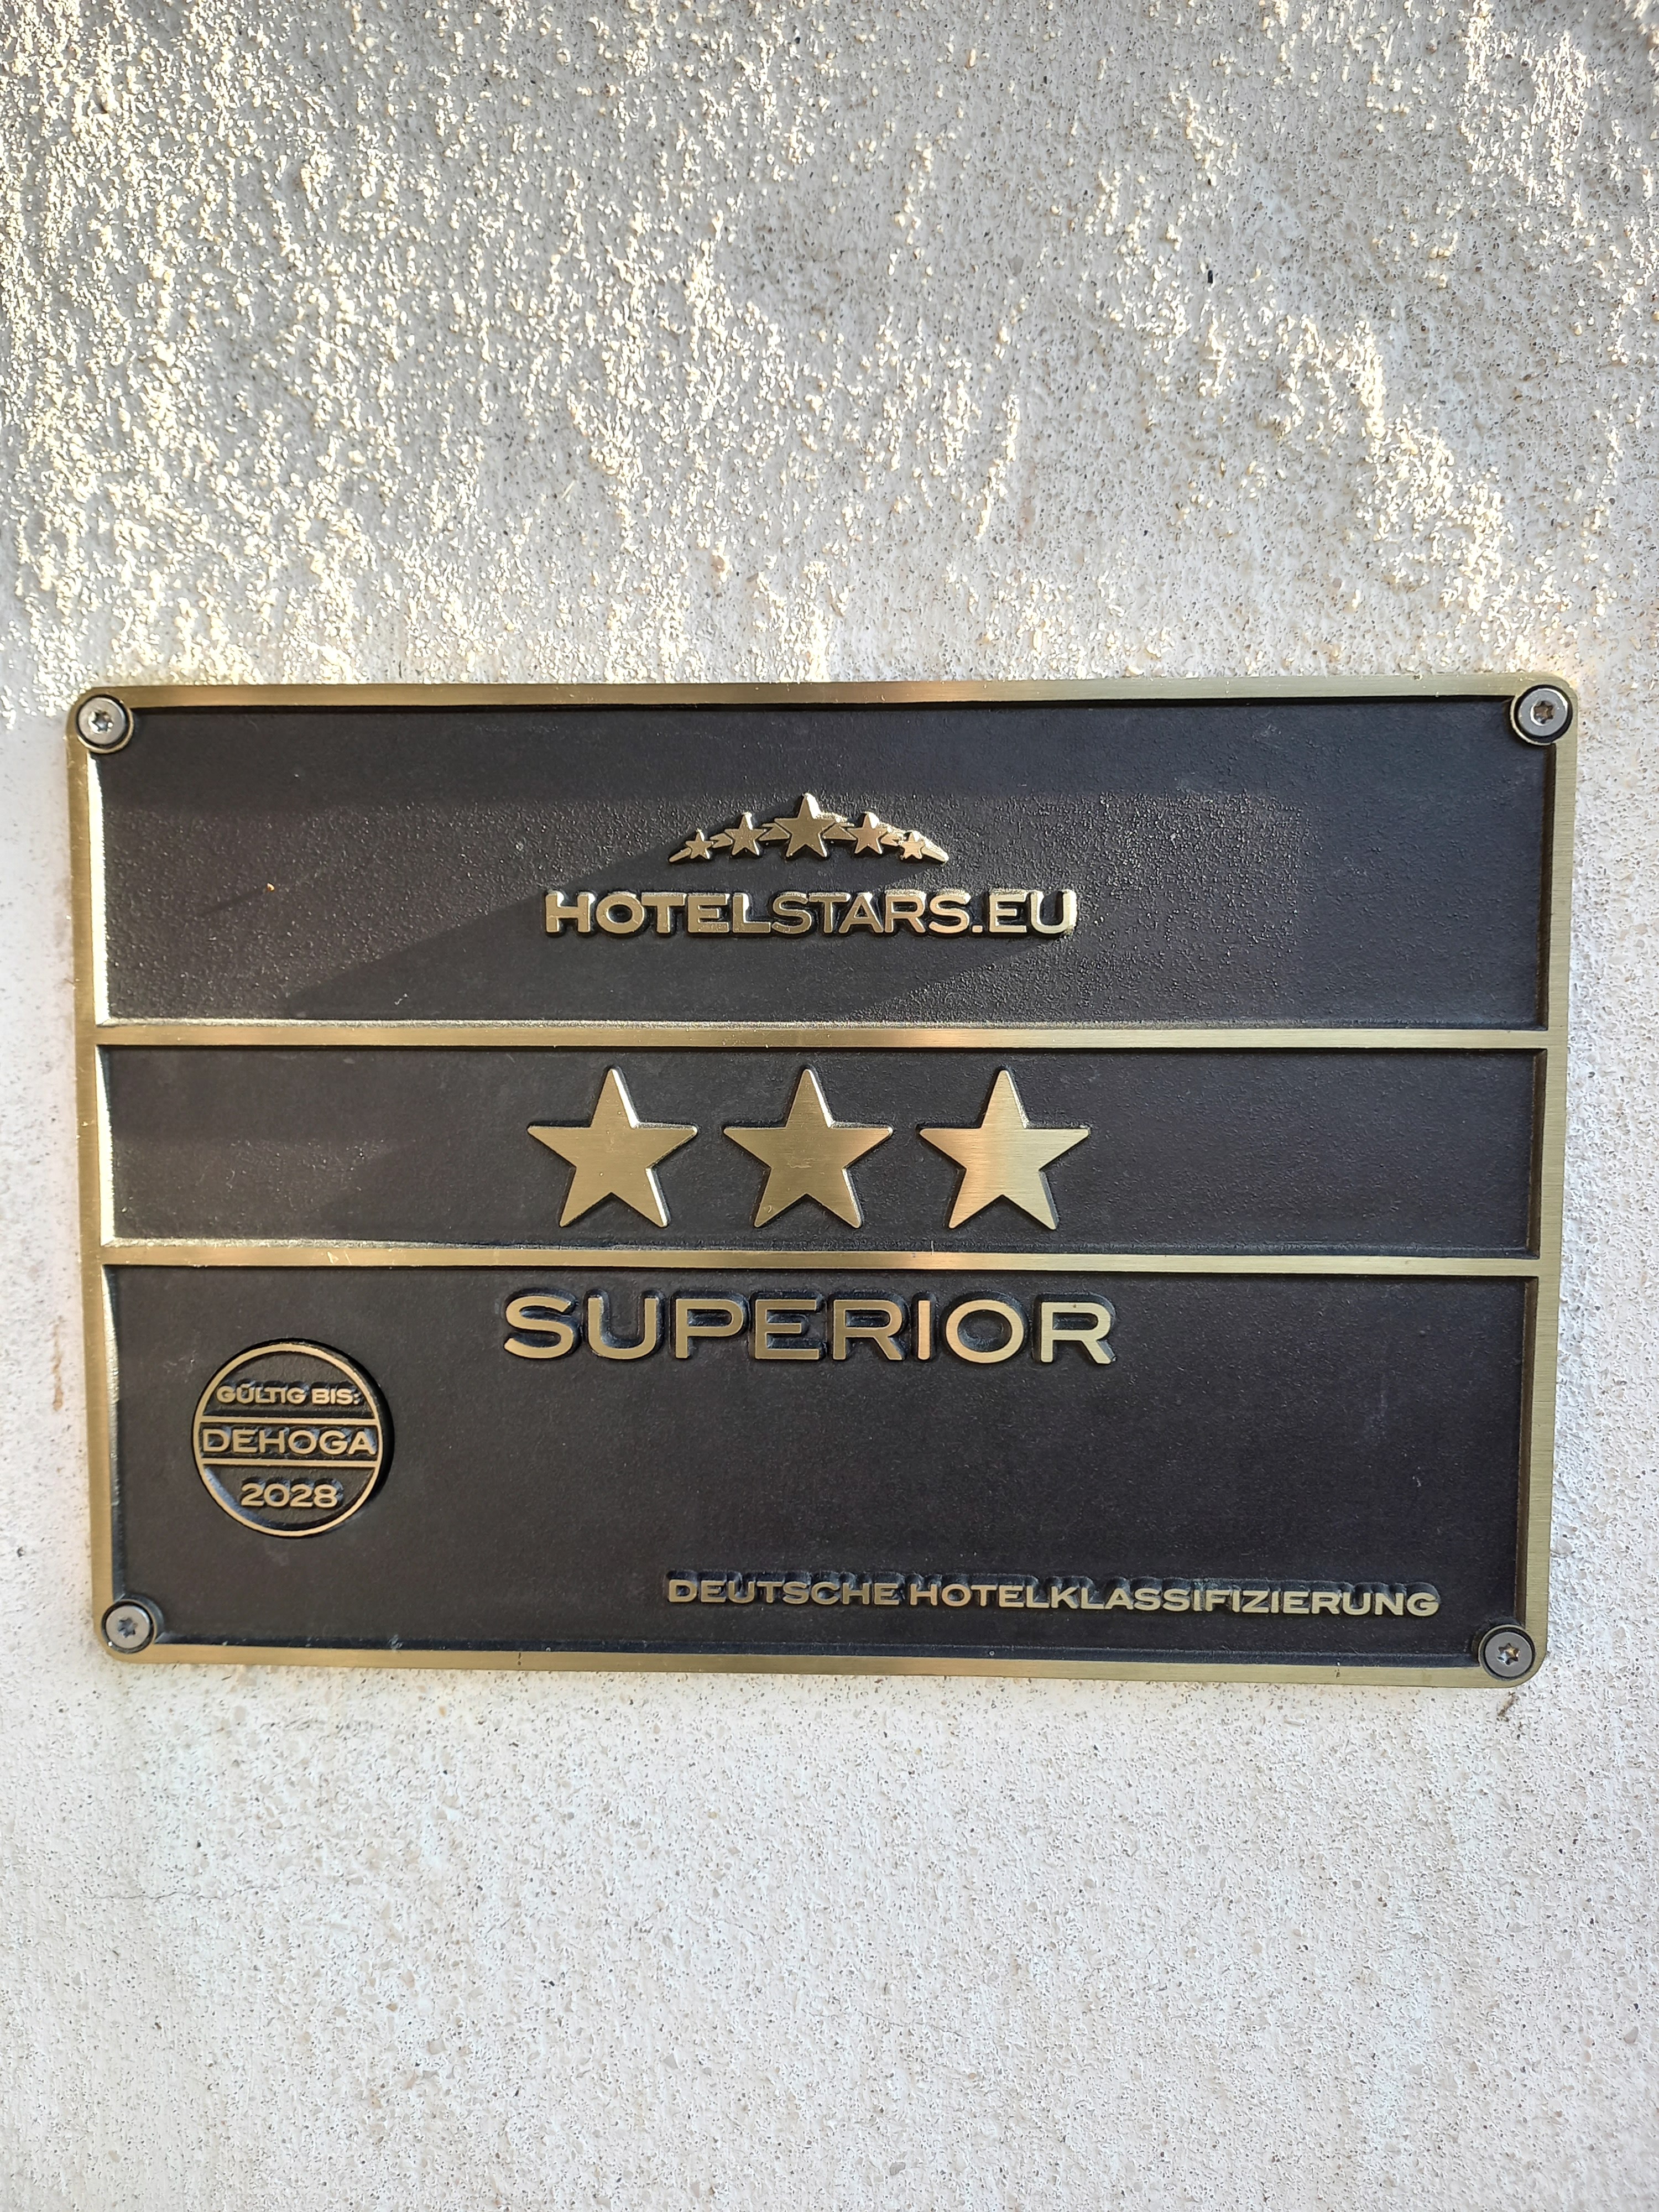 HOTELSTARS.EU
SUPERIOR
GÜLTIG BIS:
DEHOGA
2028
DEUTSCHE HOTELKLASSIFIZIERUNG